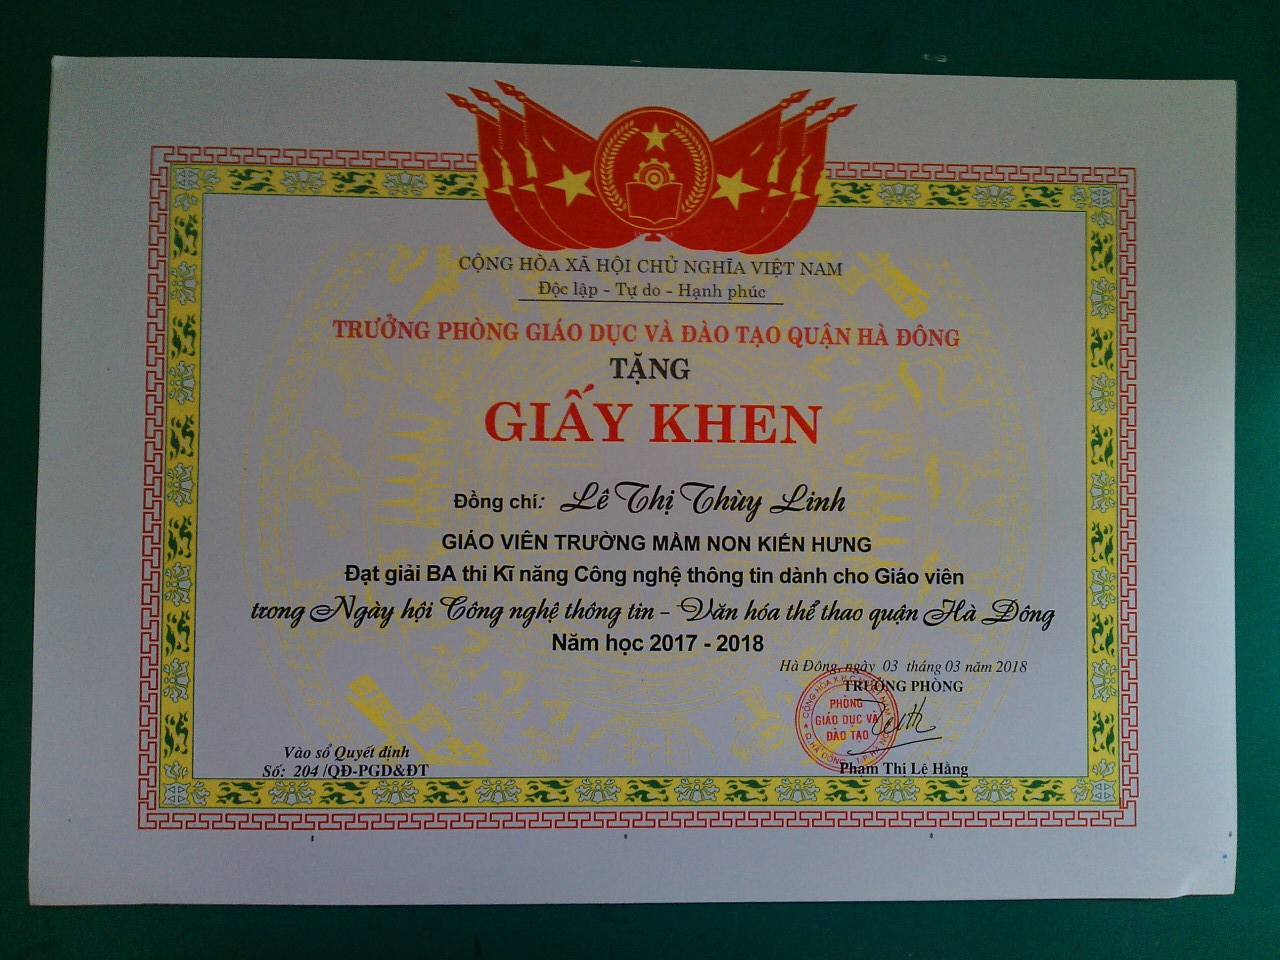 CỘNG HÒA XÃ HỘI CHỦ NGHĨA VIỆT NAM
Độc lập - Tự do - Hạnh phúc
TRƯỞNG PHÒNG GIÁO DỤC VÀ ĐÀO TẠO QUẬN HÀ ĐÔNG
TẶNG
GIẤY KHEN
Đồng chí: Lê Thị Thùy Linh
GIÁO VIÊN TRƯỜNG MẦM NON KIẾN HƯNG
Đạt giải BA thi Kĩ năng Công nghệ thông tin dành cho Giáo viên
trong Ngày hội Công nghệ thông tin - Văn hóa thể thao quận Hà Đông
Năm học 2017 - 2018
Hà Đông, ngày 03 tháng 03 năm 2018
TRƯỞNG PHÒNG
PHÒNG
GIÁO DỤC VÀ
ĐÀO TẠO
Phạm Thị Lệ Hằng
Vào sổ Quyết định
Số: 204 /QĐ-PGD&ĐT